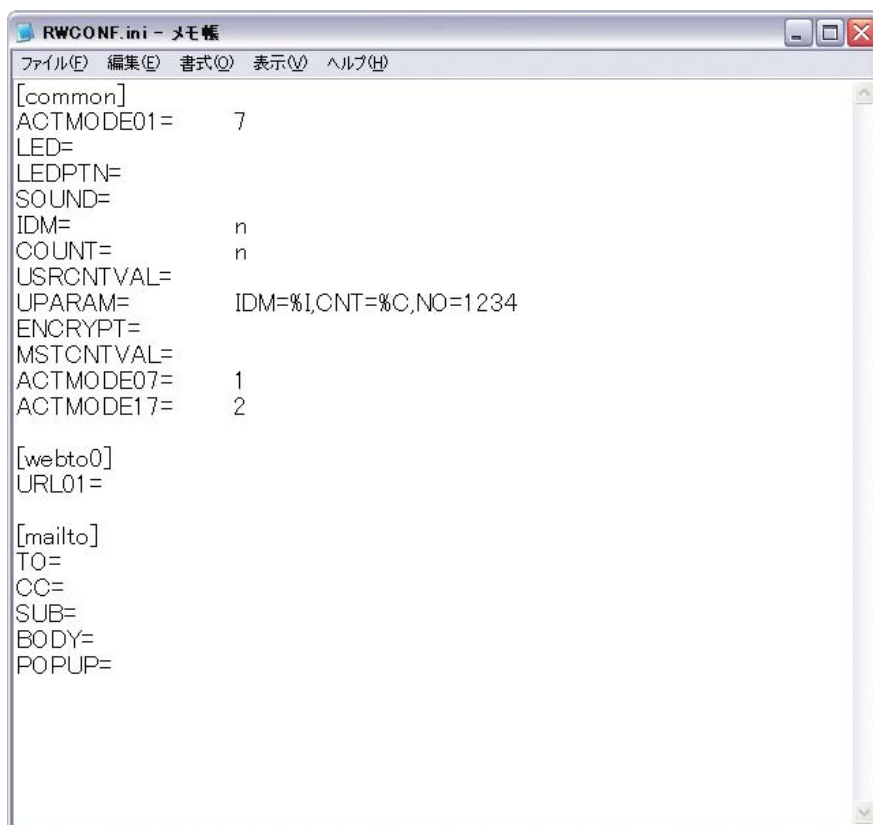 RWCONF.ini - メモ帳
ファイル(F) 編集(E) 書式(O) 表示(V) ヘルプ(H)
[common]
ACTMODE01= 7
LED=
LEDPTN=
SOUND=
IDM= n
COUNT= n
USRCNTVAL=
UPARAM= IDM=%I,CNT=%C,NO=1234
ENCRYPT=
MSTCNTVAL=
ACTMODE07= 1
ACTMODE17= 2
[webto0]
URL01=
[mailto]
TO=
CC=
SUB=
BODY=
POPUP=